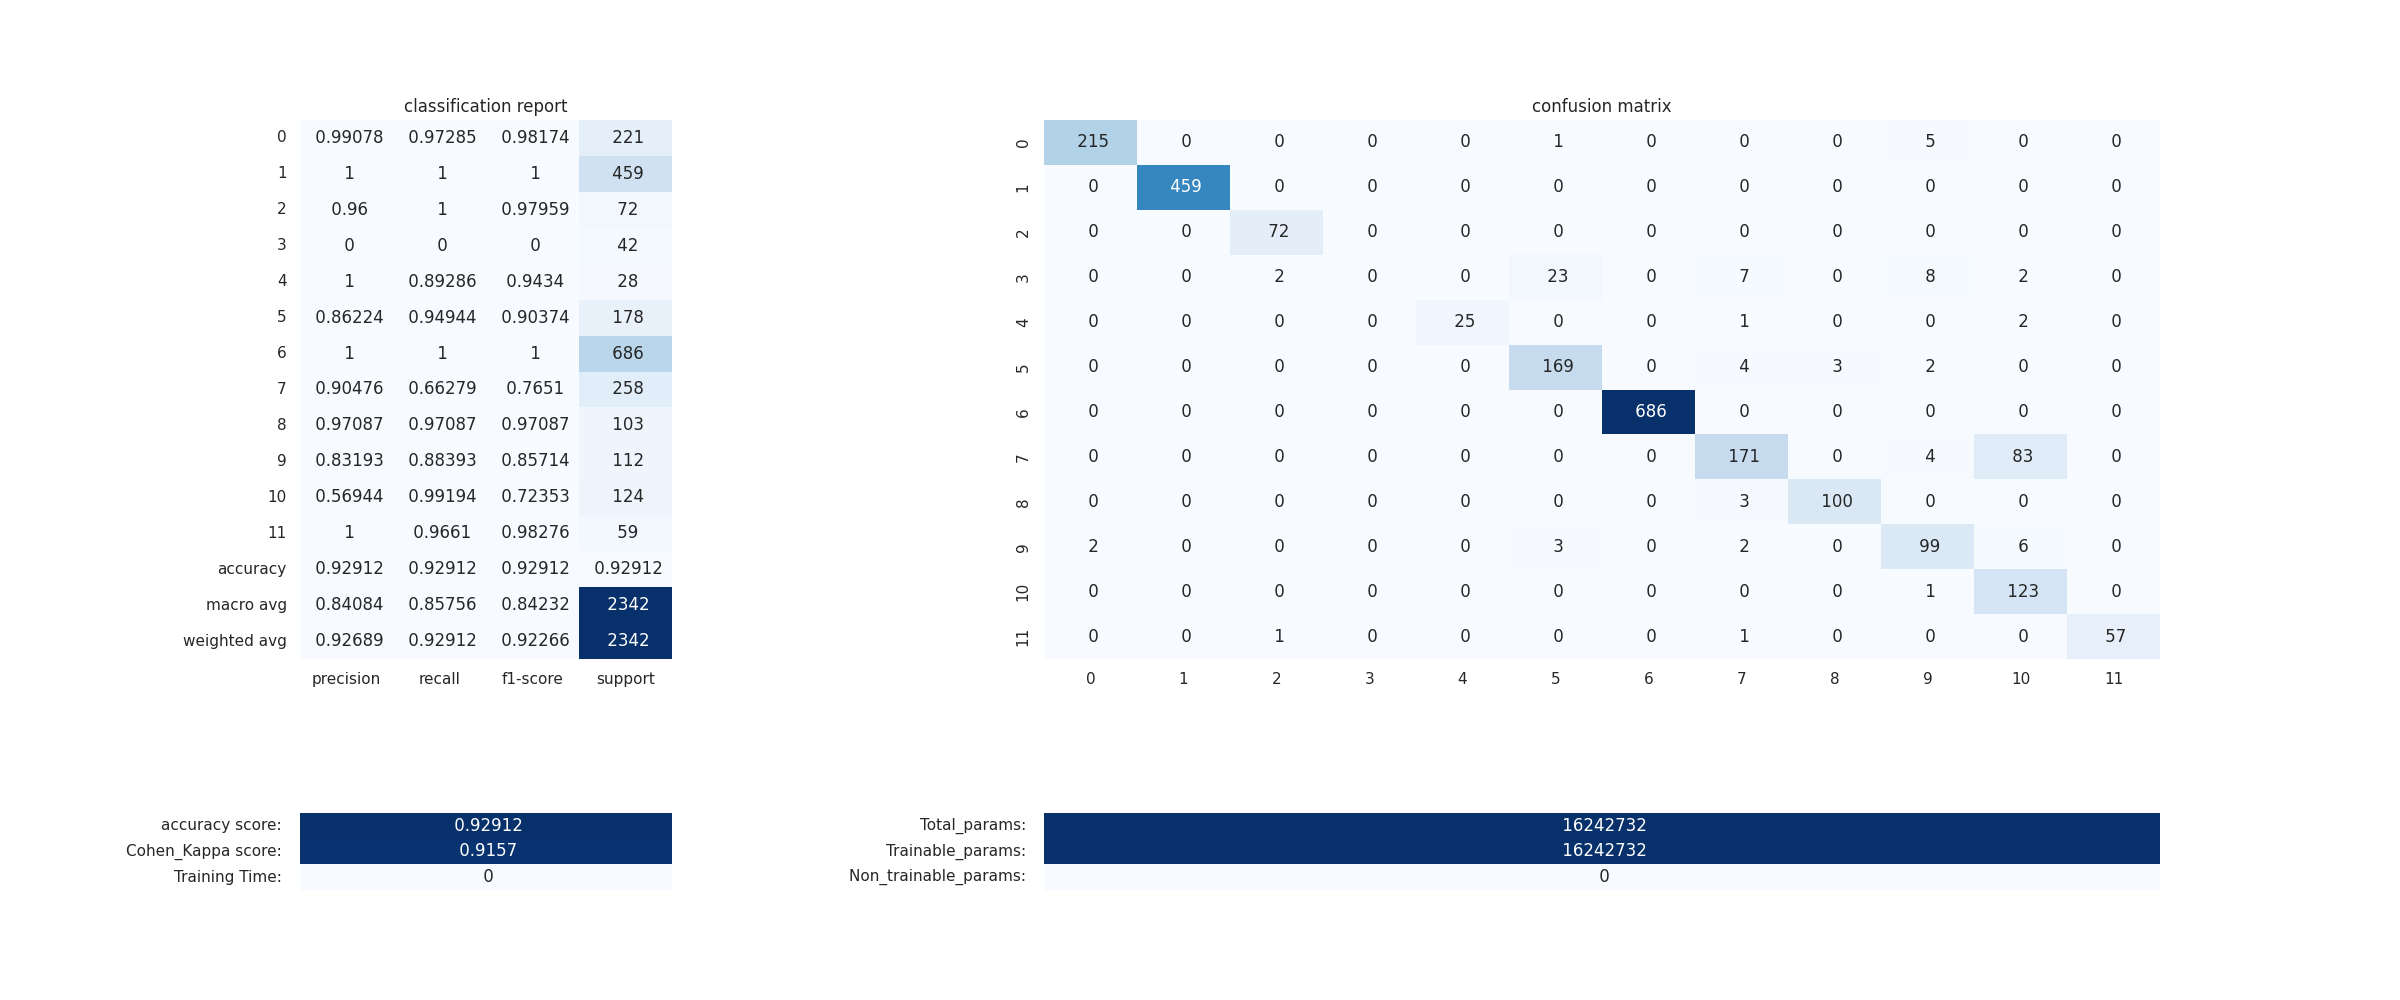 classification report
0 0.99078 0.97285 0.98174 221
1 1 1 1 459
2 0.96 1 0.97959 72
3 0 0 0 42
4 1 0.89286 0.9434 28
5 0.86224 0.94944 0.90374 178
6 1 1 1 686
7 0.90476 0.66279 0.7651 258
8 0.97087 0.97087 0.97087 103
9 0.83193 0.88393 0.85714 112
10 0.56944 0.99194 0.72353 124
11 1 0.9661 0.98276 59
accuracy 0.92912 0.92912 0.92912 0.92912
macro avg 0.84084 0.85756 0.84232 2342
weighted avg 0.92689 0.92912 0.92266 2342
precision recall f1-score support
confusion matrix
0 215 0 0 0 0 1 0 0 0 5 0 0
1 0 459 0 0 0 0 0 0 0 0 0 0
2 0 0 72 0 0 0 0 0 0 0 0 0
3 0 0 2 0 0 23 0 7 0 8 2 0
4 0 0 0 0 25 0 0 1 0 0 2 0
5 0 0 0 0 0 169 0 4 3 2 0 0
6 0 0 0 0 0 0 686 0 0 0 0 0
7 0 0 0 0 0 0 0 171 0 4 83 0
8 0 0 0 0 0 0 0 3 100 0 0 0
9 2 0 0 0 0 3 0 2 0 99 6 0
10 0 0 0 0 0 0 0 0 0 1 123 0
11 0 0 1 0 0 0 0 1 0 0 0 57
0 1 2 3 4 5 6 7 8 9 10 11
accuracy score: 0.92912
Cohen_Kappa score: 0.9157
Training Time: 0
Total_params: 16242732
Trainable_params: 16242732
Non_trainable_params: 0